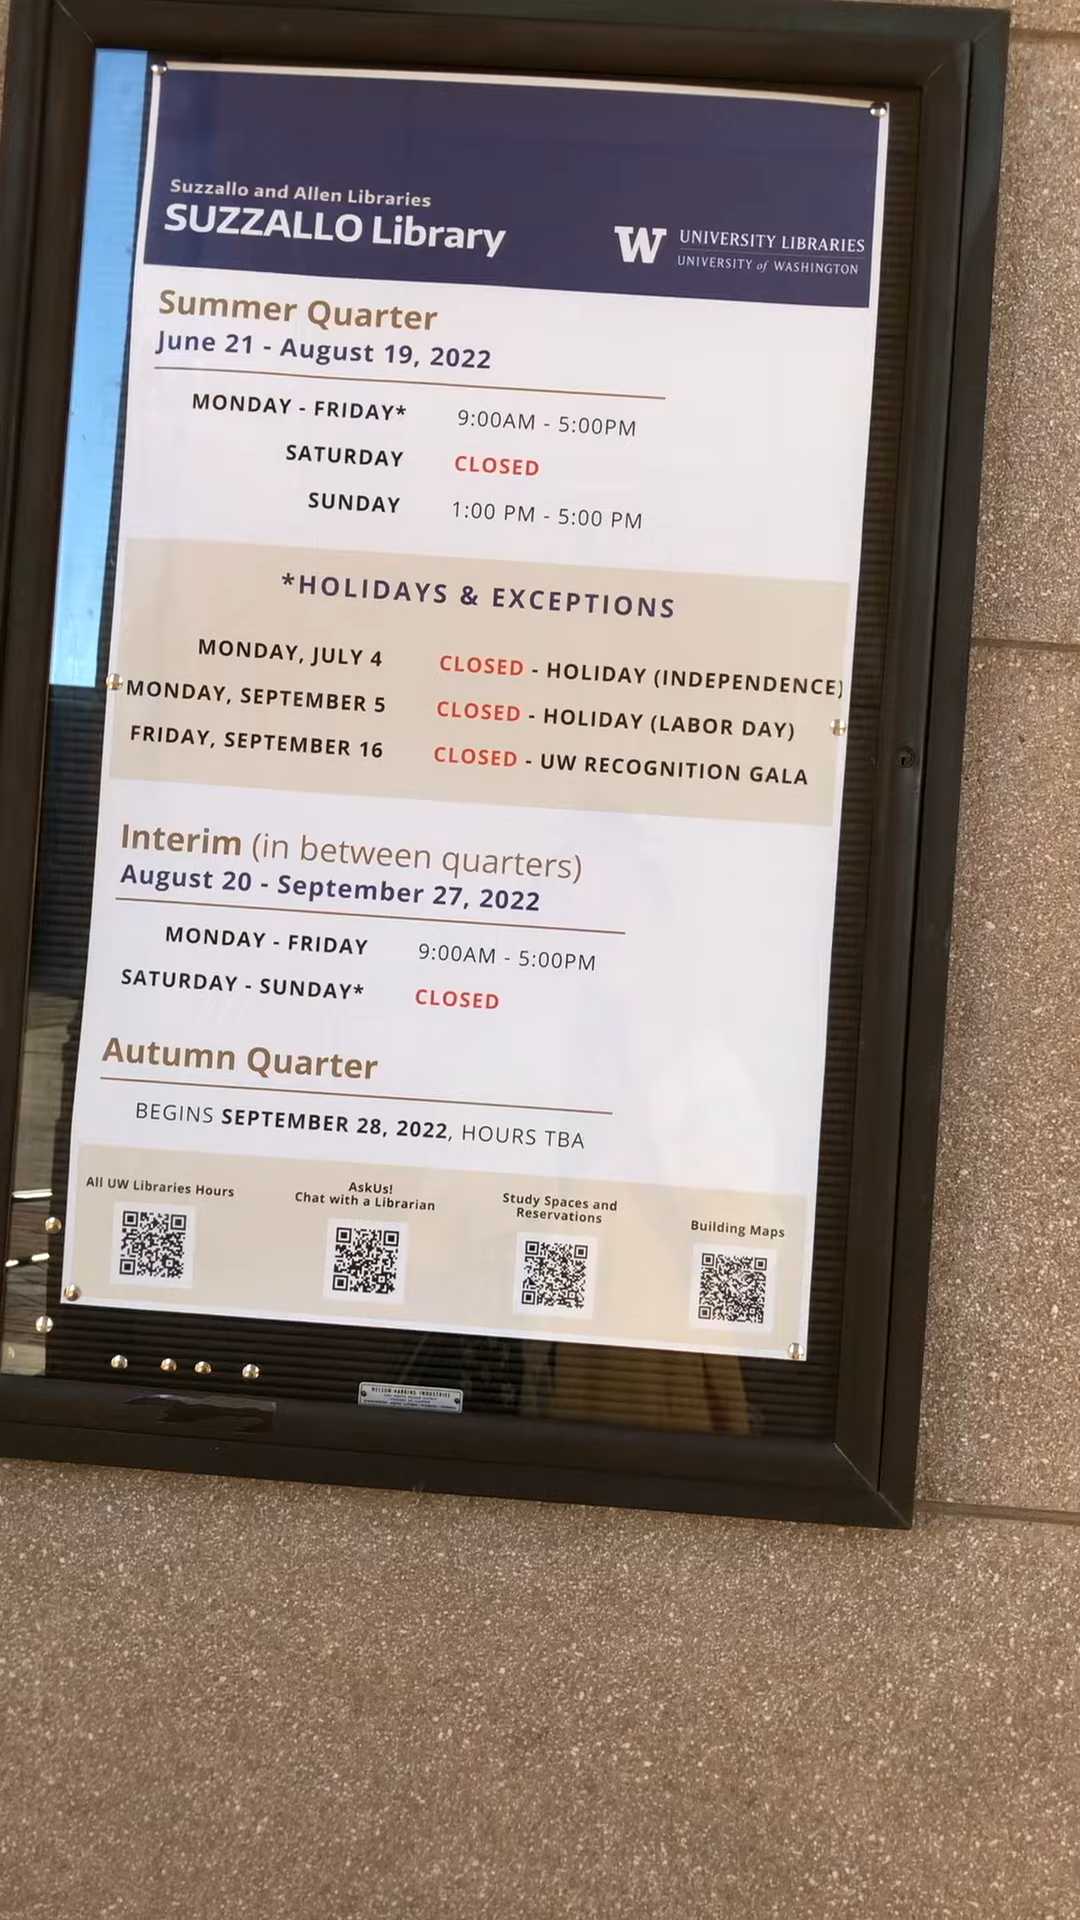 Suzzallo and Allen Libraries
SUZZALLO Library
W UNIVERSITY LIBRARIES
UNIVERSITY of WASHINGTON
Summer Quarter
June 21 - August 19, 2022
MONDAY - FRIDAY* 9:00AM - 5:00PM
SATURDAY CLOSED
SUNDAY 1:00 PM - 5:00 PM
*HOLIDAYS & EXCEPTIONS
MONDAY, JULY 4 CLOSED - HOLIDAY (INDEPENDENCE)
MONDAY, SEPTEMBER 5 CLOSED - HOLIDAY (LABOR DAY)
FRIDAY, SEPTEMBER 16 CLOSED - UW RECOGNITION GALA
Interim (in between quarters)
August 20 - September 27, 2022
MONDAY - FRIDAY 9:00AM - 5:00PM
SATURDAY - SUNDAY* CLOSED
Autumn Quarter
BEGINS SEPTEMBER 28, 2022, HOURS TBA
All UW Libraries Hours
AskUs!
Chat with a Librarian
Study Spaces and
Reservations
Building Maps
NELSON-HARKINS INDUSTRIES